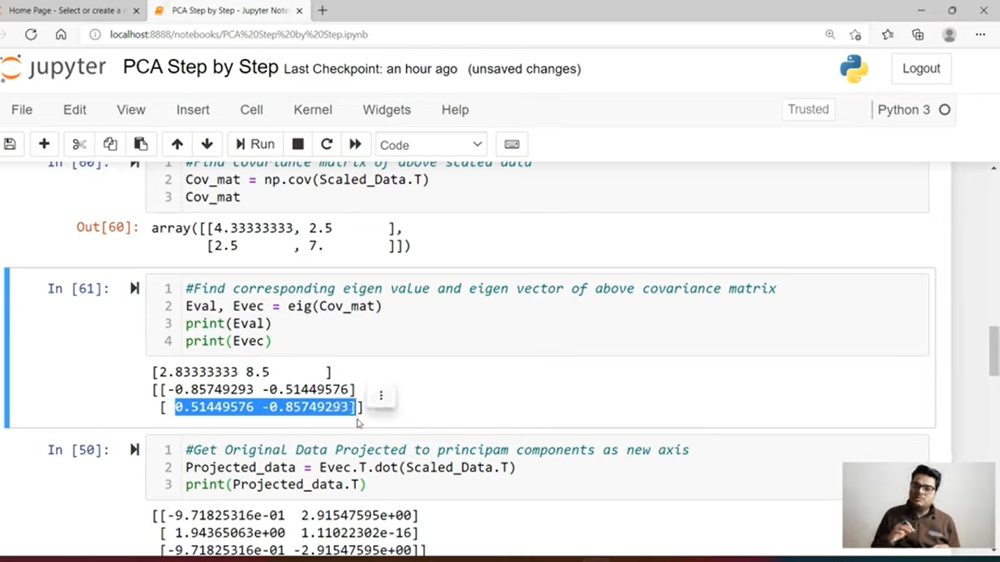 Home Page - Select or create a
PCA Step by Step - Jupyter Note
localhost:8888/notebooks/PCA%20Step%20by%20Step.ipynb
jupyter PCA Step by Step Last Checkpoint: an hour ago (unsaved changes)
Logout
File Edit View Insert Cell Kernel Widgets Help Trusted Python 3
Run Code
In [60]: 1 #Find covariance matrix of above scaled data
2 Cov_mat = np.cov(Scaled_Data.T)
3 Cov_mat
Out[60]: array([[4.33333333, 2.5 ],
[2.5 , 7. ]])
In [61]: 1 #Find corresponding eigen value and eigen vector of above covariance matrix
2 Eval, Evec = eig(Cov_mat)
3 print(Eval)
4 print(Evec)
[2.83333333 8.5 ]
[[-0.85749293 -0.51449576]
[ 0.51449576 -0.85749293]]
In [50]: 1 #Get Original Data Projected to principam components as new axis
2 Projected_data = Evec.T.dot(Scaled_Data.T)
3 print(Projected_data.T)
[[-9.71825316e-01 2.91547595e+00]
[ 1.94365063e+00 1.11022302e-16]
[-9.71825316e-01 -2.91547595e+00]]